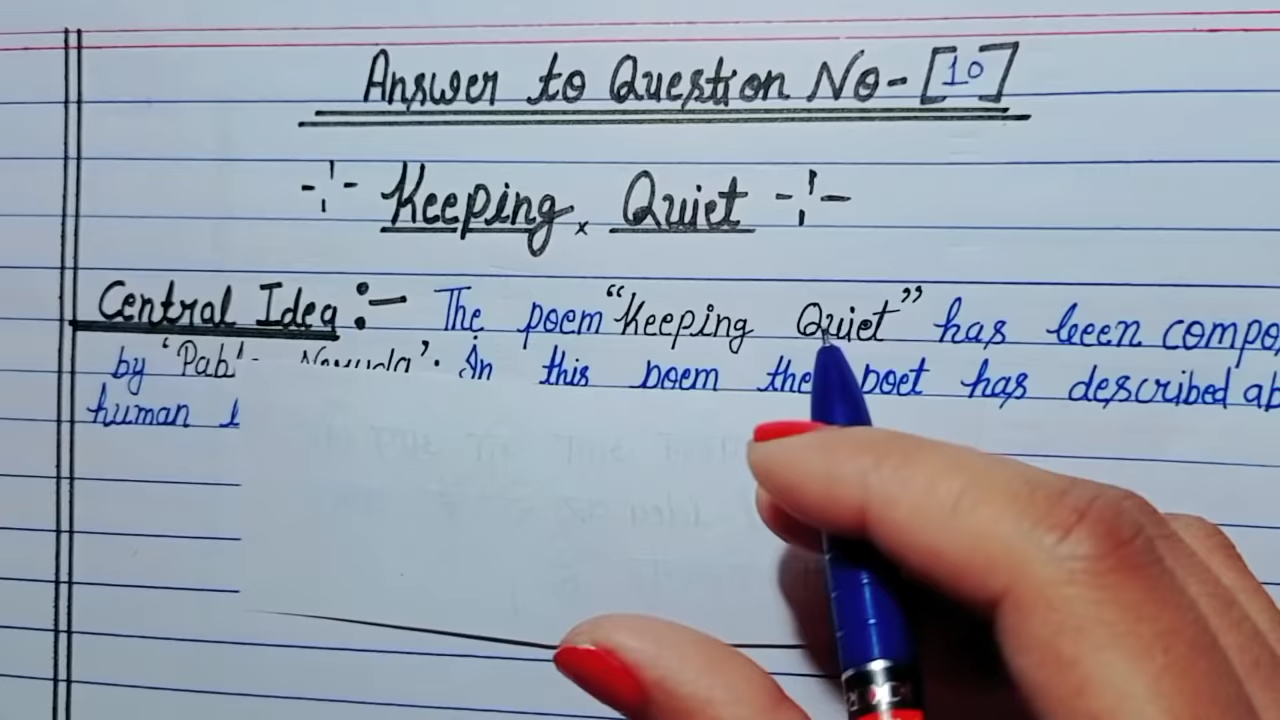 Answer to Question No- [10]
-:- Keeping × Quiet -:-
Central Idea :- The poem "Keeping Quiet" has been compo
by 'Pab Neruda'. In this poem the poet has described ab
human